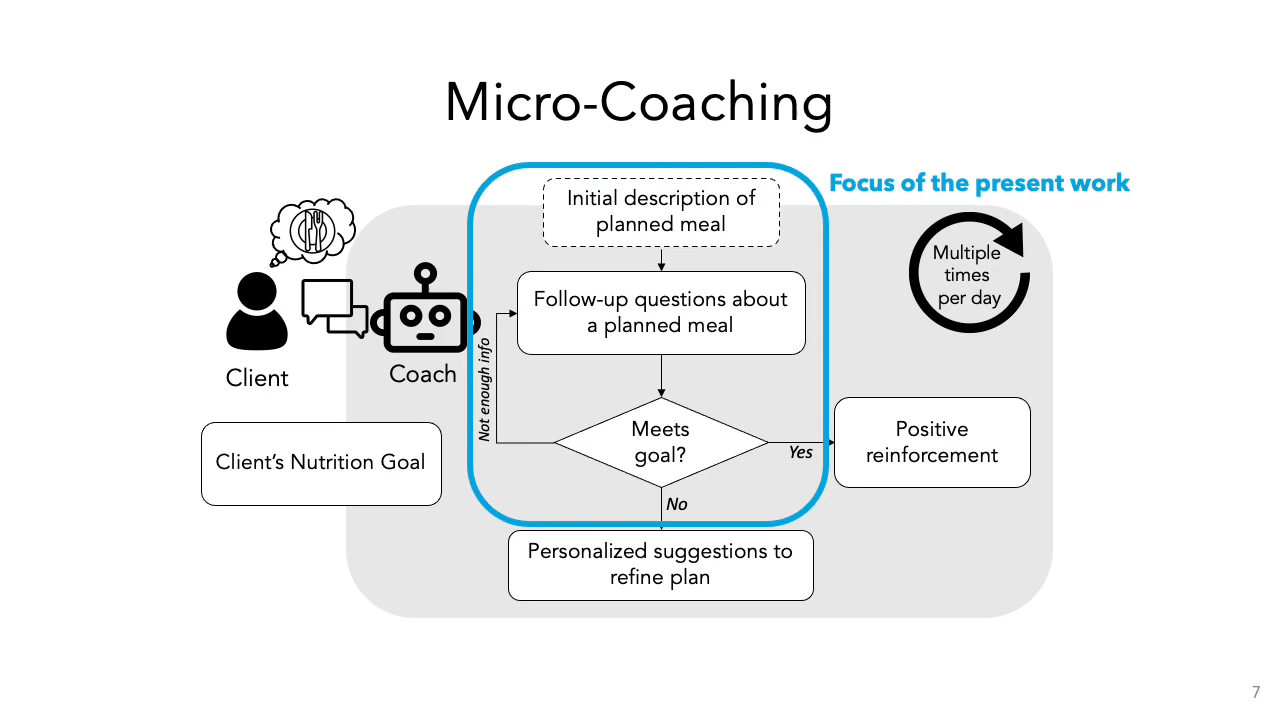 Micro-Coaching
Focus of the present work
Initial description of
planned meal
Multiple
times
per day
Follow-up questions about
a planned meal
Client
Coach
Not enough info
Meets
goal?
Yes
Positive
reinforcement
Client’s Nutrition Goal
No
Personalized suggestions to
refine plan
7